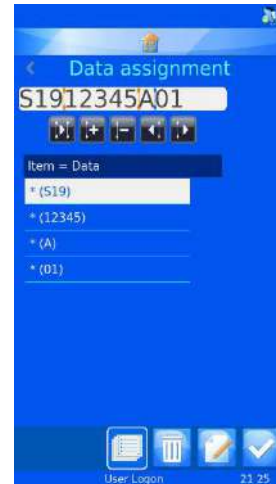 Data assignment
S1912345A01
Item = Data
* (S19)
* (12345)
* (A)
* (01)
User Logon 21 25